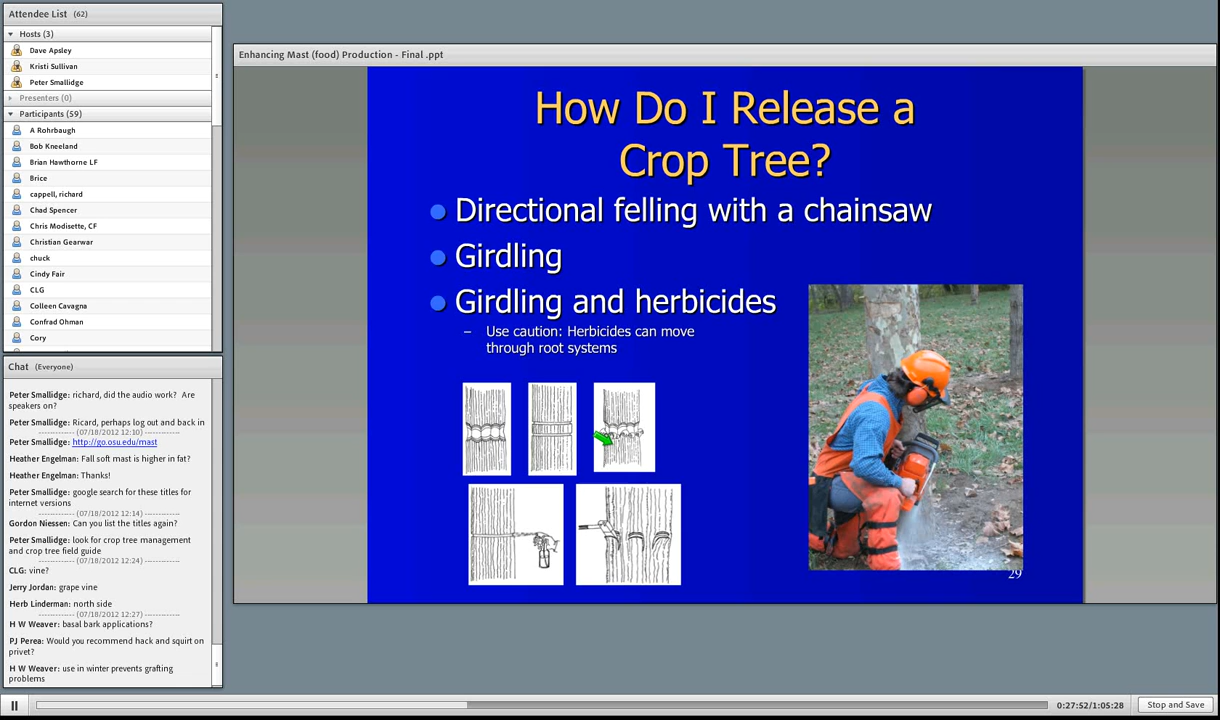 Attendee List (62)
Hosts (3)
Dave Apsley
Kristi Sullivan
Peter Smallidge
Presenters (0)
Participants (59)
A Rohrbaugh
Bob Kneeland
Brian Hawthorne LF
Brice
cappell, richard
Chad Spencer
Chris Modisette, CF
Christian Gearwar
chuck
Cindy Fair
CLG
Colleen Cavagna
Confrad Ohman
Cory
Chat (Everyone)
Peter Smallidge: richard, did the audio work? Are
speakers on?
Peter Smallidge: Ricard, perhaps log out and back in
------------ (07/18/2012 12:10) ------------
Peter Smallidge: http://go.osu.edu/mast
Heather Engelman: Fall soft mast is higher in fat?
Heather Engelman: Thanks!
Peter Smallidge: google search for these titles for
internet versions
------------ (07/18/2012 12:14) ------------
Gordon Niessen: Can you list the titles again?
Peter Smallidge: look for crop tree management
and crop tree field guide
------------ (07/18/2012 12:24) ------------
CLG: vine?
Jerry Jordan: grape vine
Herb Linderman: north side
------------ (07/18/2012 12:27) ------------
H W Weaver: basal bark applications?
PJ Perea: Would you recommend hack and squirt on
privet?
H W Weaver: use in winter prevents grafting
problems
Enhancing Mast (food) Production - Final .ppt
How Do I Release a
Crop Tree?
Directional felling with a chainsaw
Girdling
Girdling and herbicides
– Use caution: Herbicides can move
through root systems
29
0:27:52/1:05:28
Stop and Save